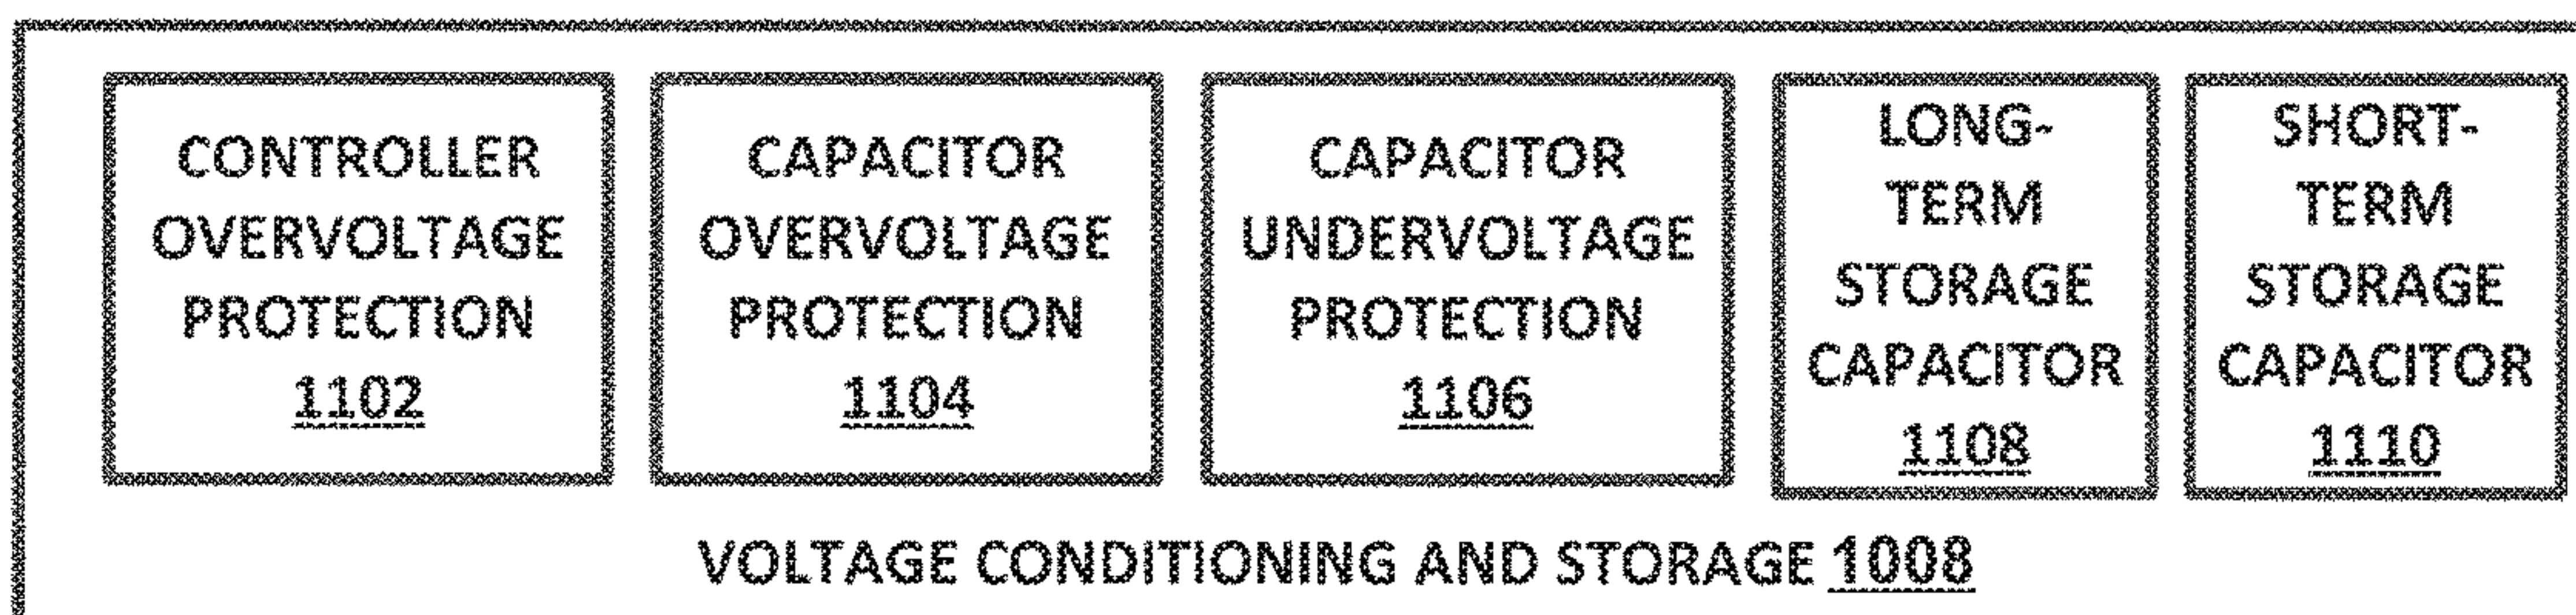 CONTROLLER
OVERVOLTAGE
PROTECTION
1102
CAPACITOR
OVERVOLTAGE
PROTECTION
1104
CAPACITOR
UNDERVOLTAGE
PROTECTION
1106
LONG-
TERM
STORAGE
CAPACITOR
1108
SHORT-
TERM
STORAGE
CAPACITOR
1110
VOLTAGE CONDITIONING AND STORAGE 1008